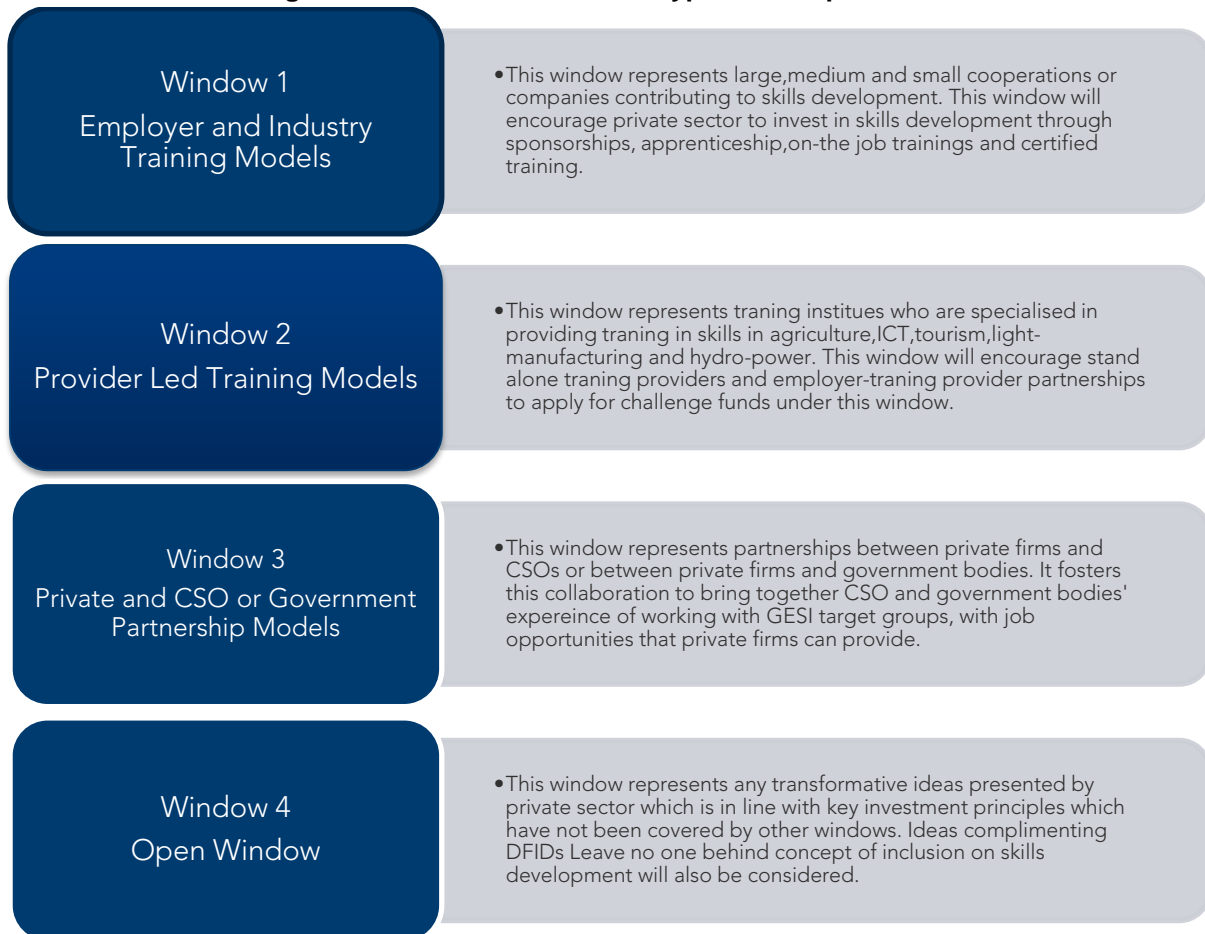 Window 1
Employer and Industry
Training Models
•This window represents large,medium and small cooperations or
companies contributing to skills development. This window will
encourage private sector to invest in skills development through
sponsorships, apprenticeship,on-the job trainings and certified
training.
Window 2
Provider Led Training Models
•This window represents traning institues who are specialised in
providing traning in skills in agriculture,ICT,tourism,light-
manufacturing and hydro-power. This window will encourage stand
alone traning providers and employer-traning provider partnerships
to apply for challenge funds under this window.
Window 3
Private and CSO or Government
Partnership Models
•This window represents partnerships between private firms and
CSOs or between private firms and government bodies. It fosters
this collaboration to bring together CSO and government bodies'
expereince of working with GESI target groups, with job
opportunities that private firms can provide.
Window 4
Open Window
•This window represents any transformative ideas presented by
private sector which is in line with key investment principles which
have not been covered by other windows. Ideas complimenting
DFIDs Leave no one behind concept of inclusion on skills
development will also be considered.